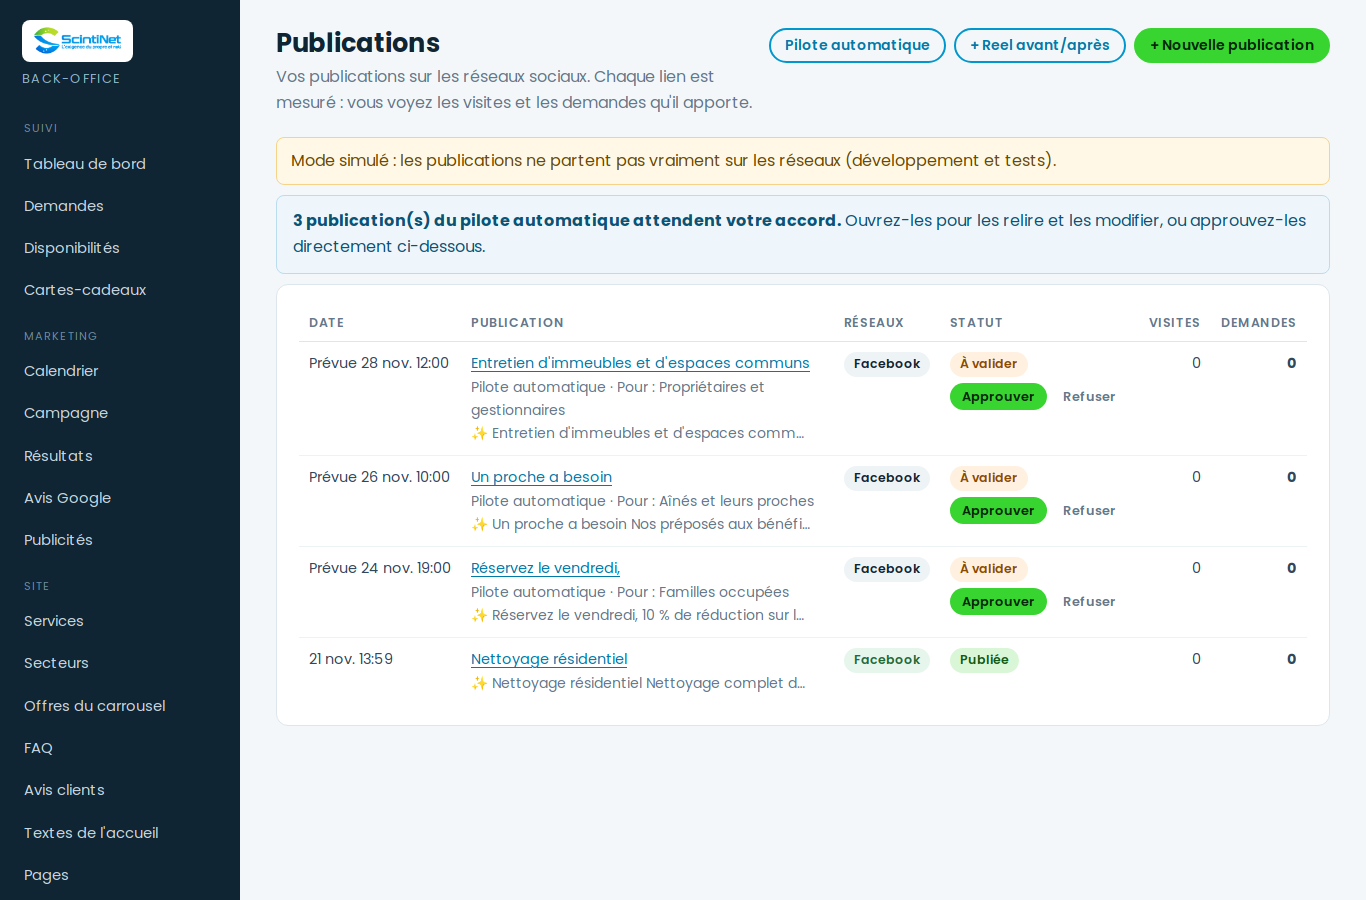 ScintiNet
L'exigence du propre et net
BACK-OFFICE
SUIVI
Tableau de bord
Demandes
Disponibilités
Cartes-cadeaux
MARKETING
Calendrier
Campagne
Résultats
Avis Google
Publicités
SITE
Services
Secteurs
Offres du carrousel
FAQ
Avis clients
Textes de l'accueil
Pages
Publications
Vos publications sur les réseaux sociaux. Chaque lien est
mesuré : vous voyez les visites et les demandes qu'il apporte.
Pilote automatique
+ Reel avant/après
+ Nouvelle publication
Mode simulé : les publications ne partent pas vraiment sur les réseaux (développement et tests).
3 publication(s) du pilote automatique attendent votre accord. Ouvrez-les pour les relire et les modifier, ou approuvez-les
directement ci-dessous.
DATE PUBLICATION RÉSEAUX STATUT VISITES DEMANDES
Prévue 28 nov. 12:00 Entretien d'immeubles et d'espaces communs Facebook À valider 0 0
Pilote automatique · Pour : Propriétaires et
gestionnaires
Approuver Refuser
✨ Entretien d'immeubles et d'espaces comm...
Prévue 26 nov. 10:00 Un proche a besoin Facebook À valider 0 0
Pilote automatique · Pour : Aînés et leurs proches
Approuver Refuser
✨ Un proche a besoin Nos préposés aux bénéfi...
Prévue 24 nov. 19:00 Réservez le vendredi, Facebook À valider 0 0
Pilote automatique · Pour : Familles occupées
Approuver Refuser
✨ Réservez le vendredi, 10 % de réduction sur l...
21 nov. 13:59 Nettoyage résidentiel Facebook Publiée 0 0
✨ Nettoyage résidentiel Nettoyage complet d...